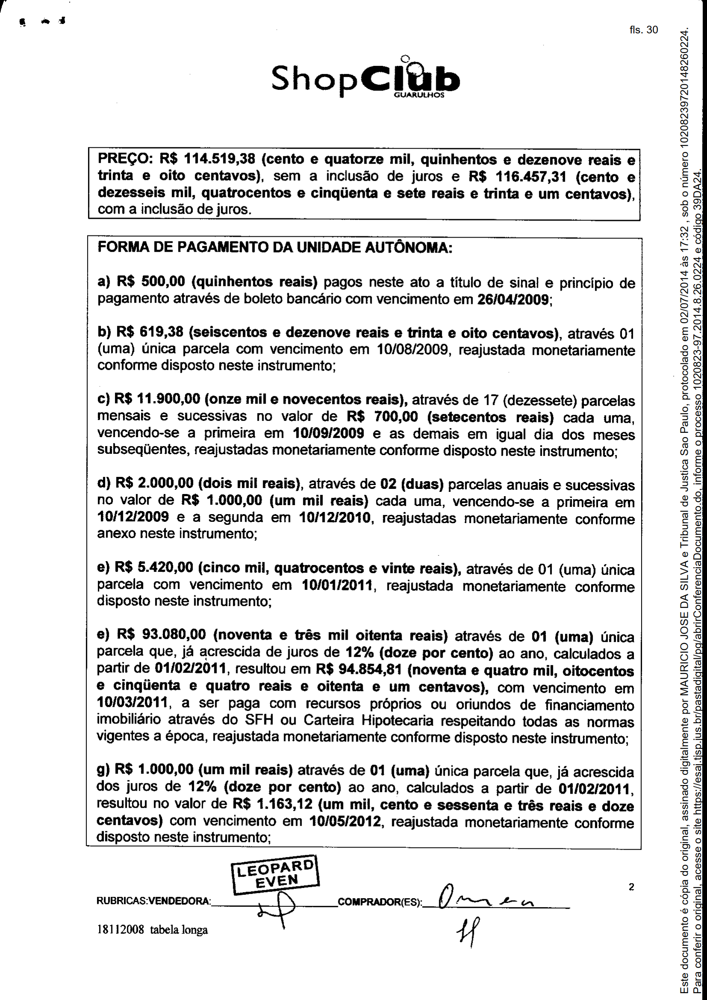 fls. 30
ShopClub
GUARULHOS
PREÇO: R$ 114.519,38 (cento e quatorze mil, quinhentos e dezenove reais e
trinta e oito centavos), sem a inclusão de juros e R$ 116.457,31 (cento e
dezesseis mil, quatrocentos e cinqüenta e sete reais e trinta e um centavos),
com a inclusão de juros.
FORMA DE PAGAMENTO DA UNIDADE AUTÔNOMA:
a) R$ 500,00 (quinhentos reais) pagos neste ato a título de sinal e princípio de
pagamento através de boleto bancário com vencimento em 26/04/2009;
b) R$ 619,38 (seiscentos e dezenove reais e trinta e oito centavos), através 01
(uma) única parcela com vencimento em 10/08/2009, reajustada monetariamente
conforme disposto neste instrumento;
c) R$ 11.900,00 (onze mil e novecentos reais), através de 17 (dezessete) parcelas
mensais e sucessivas no valor de R$ 700,00 (setecentos reais) cada uma,
vencendo-se a primeira em 10/09/2009 e as demais em igual dia dos meses
subseqüentes, reajustadas monetariamente conforme disposto neste instrumento;
d) R$ 2.000,00 (dois mil reais), através de 02 (duas) parcelas anuais e sucessivas
no valor de R$ 1.000,00 (um mil reais) cada uma, vencendo-se a primeira em
10/12/2009 e a segunda em 10/12/2010, reajustadas monetariamente conforme
anexo neste instrumento;
e) R$ 5.420,00 (cinco mil, quatrocentos e vinte reais), através de 01 (uma) única
parcela com vencimento em 10/01/2011, reajustada monetariamente conforme
disposto neste instrumento;
e) R$ 93.080,00 (noventa e três mil oitenta reais) através de 01 (uma) única
parcela que, já acrescida de juros de 12% (doze por cento) ao ano, calculados a
partir de 01/02/2011, resultou em R$ 94.854,81 (noventa e quatro mil, oitocentos
e cinqüenta e quatro reais e oitenta e um centavos), com vencimento em
10/03/2011, a ser paga com recursos próprios ou oriundos de financiamento
imobiliário através do SFH ou Carteira Hipotecaria respeitando todas as normas
vigentes a época, reajustada monetariamente conforme disposto neste instrumento;
g) R$ 1.000,00 (um mil reais) através de 01 (uma) única parcela que, já acrescida
dos juros de 12% (doze por cento) ao ano, calculados a partir de 01/02/2011,
resultou no valor de R$ 1.163,12 (um mil, cento e sessenta e três reais e doze
centavos) com vencimento em 10/05/2012, reajustada monetariamente conforme
disposto neste instrumento;
LEOPARD
EVEN
2
RUBRICAS:VENDEDORA: COMPRADOR(ES):
18112008 tabela longa
Este documento é cópia do original, assinado digitalmente por MAURICIO JOSE DA SILVA e Tribunal de Justica Sao Paulo, protocolado em 02/07/2014 às 17:32 , sob o número 10208239720148260224.
Para conferir o original, acesse o site https://esaj.tjsp.jus.br/pastadigital/pg/abrirConferenciaDocumento.do, informe o processo 1020823-97.2014.8.26.0224 e código 39DA24.